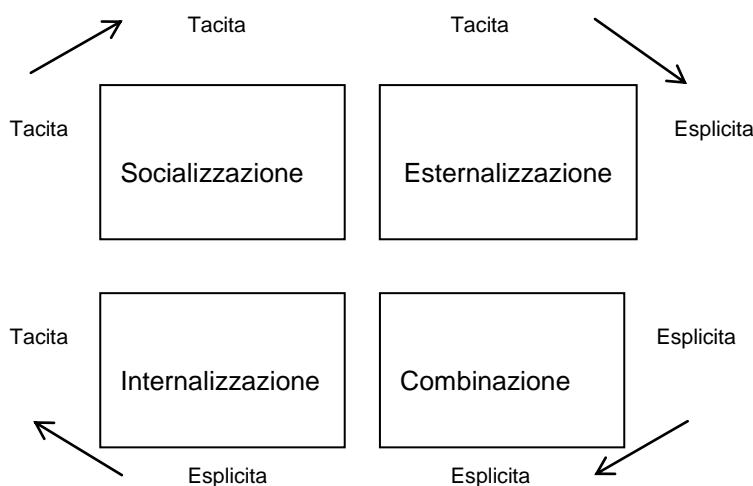 Tacita Tacita
Tacita Esplicita
Socializzazione Esternalizzazione
Tacita Esplicita
Internalizzazione Combinazione
Esplicita Esplicita